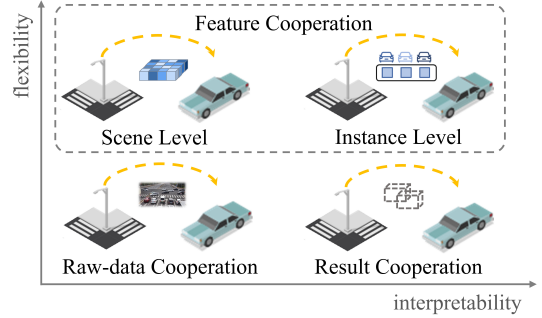 Feature Cooperation
flexibility
Scene Level
Instance Level
Raw-data Cooperation
Result Cooperation
interpretability